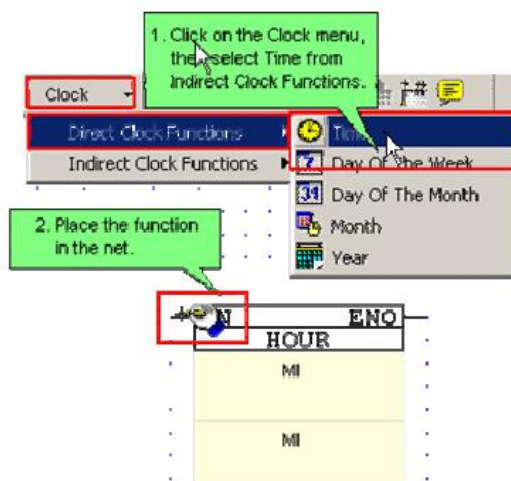 1. Click on the Clock menu,
then select Time from
Indirect Clock Functions.
Clock
Direct Clock Functions
Indirect Clock Functions
Time
Day Of The Week
Day Of The Month
Month
Year
2. Place the function
in the net.
ENO
HOUR
MI
MI